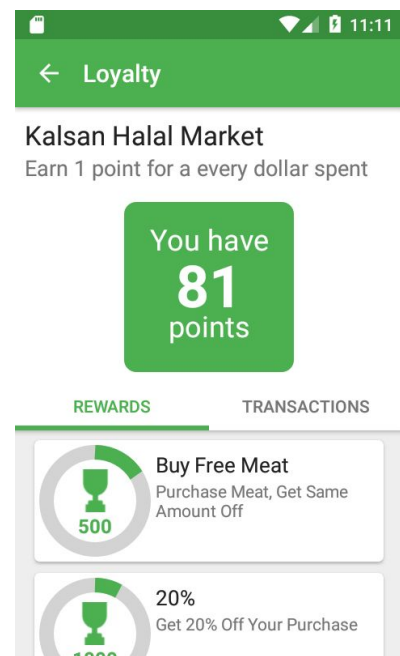 11:11
Loyalty
Kalsan Halal Market
Earn 1 point for a every dollar spent
You have
81
points
REWARDS
TRANSACTIONS
500
Buy Free Meat
Purchase Meat, Get Same
Amount Off
20%
Get 20% Off Your Purchase